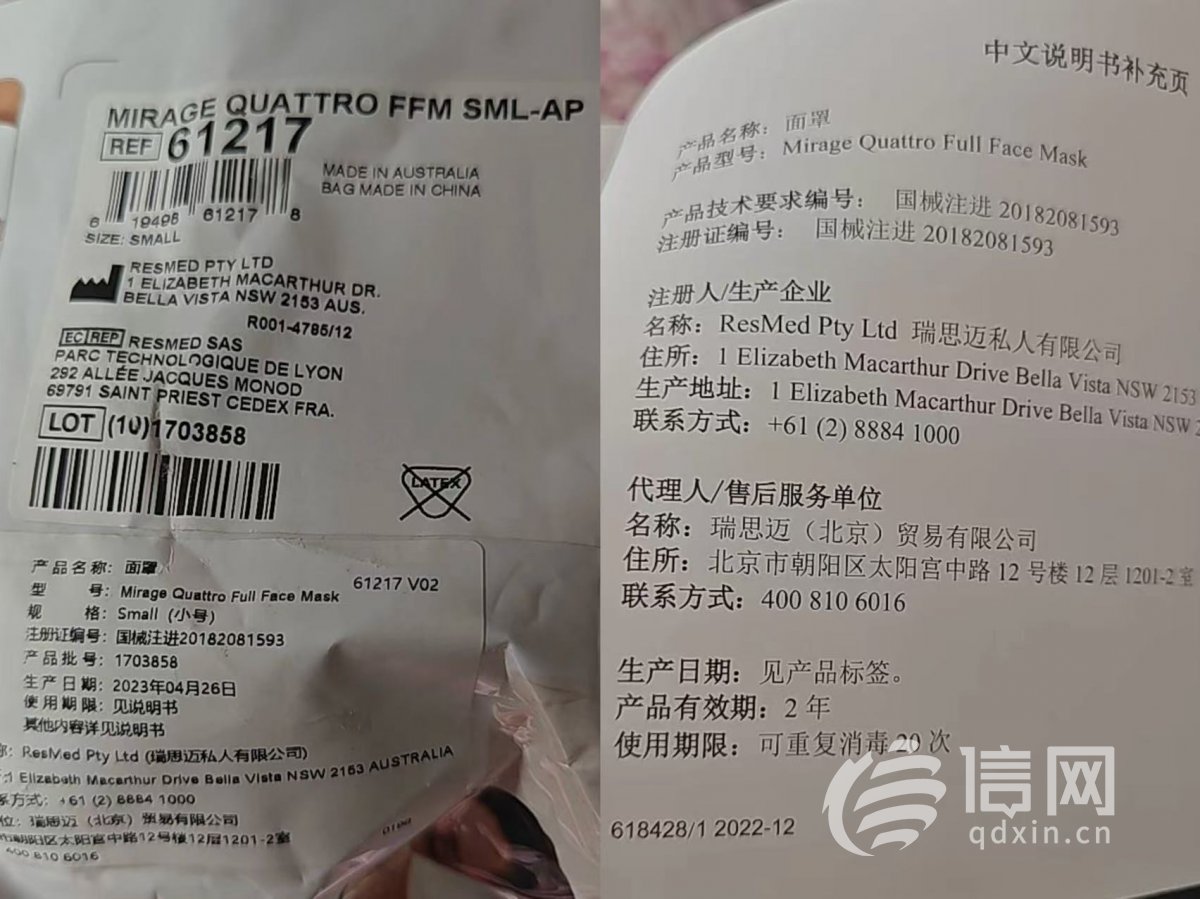 MIRAGE QUATTRO FFM SML-AP
REF 61217
MADE IN AUSTRALIA
BAG MADE IN CHINA
6 19498 61217 8
SIZE: SMALL
RESMED PTY LTD
1 ELIZABETH MACARTHUR DR.
BELLA VISTA NSW 2153 AUS.
R001-4785/12
EC REP RESMED SAS
PARC TECHNOLOGIQUE DE LYON
292 ALLÉE JACQUES MONOD
69791 SAINT PRIEST CEDEX FRA.
LOT (10)1703858
LATEX
产品名称：面罩
61217 V02
型 号：Mirage Quattro Full Face Mask
规 格：Small (小号)
注册证编号：国械注进20182081593
产品批号：1703858
生产日期：2023年04月26日
使用期限：见说明书
其他内容详见说明书
：ResMed Pty Ltd (瑞思迈私人有限公司)
:1 Elizabeth Macarthur Drive Bella Vista NSW 2153 AUSTRALIA
系方式：+61 (2) 8884 1000
位：瑞思迈（北京）贸易有限公司
朝阳区太阳宫中路12号楼12层1201-2室
400 810 6016
中文说明书补充页
产品名称：面罩
产品型号：Mirage Quattro Full Face Mask
产品技术要求编号：国械注进 20182081593
注册证编号：国械注进 20182081593
注册人/生产企业
名称：ResMed Pty Ltd 瑞思迈私人有限公司
住所：1 Elizabeth Macarthur Drive Bella Vista NSW 2153
生产地址：1 Elizabeth Macarthur Drive Bella Vista NSW 2
联系方式：+61 (2) 8884 1000
代理人/售后服务单位
名称：瑞思迈（北京）贸易有限公司
住所：北京市朝阳区太阳宫中路 12 号楼 12 层 1201-2 室
联系方式：400 810 6016
生产日期：见产品标签。
产品有效期：2 年
使用期限：可重复消毒 20 次
618428/1 2022-12
信网
qdxin.cn